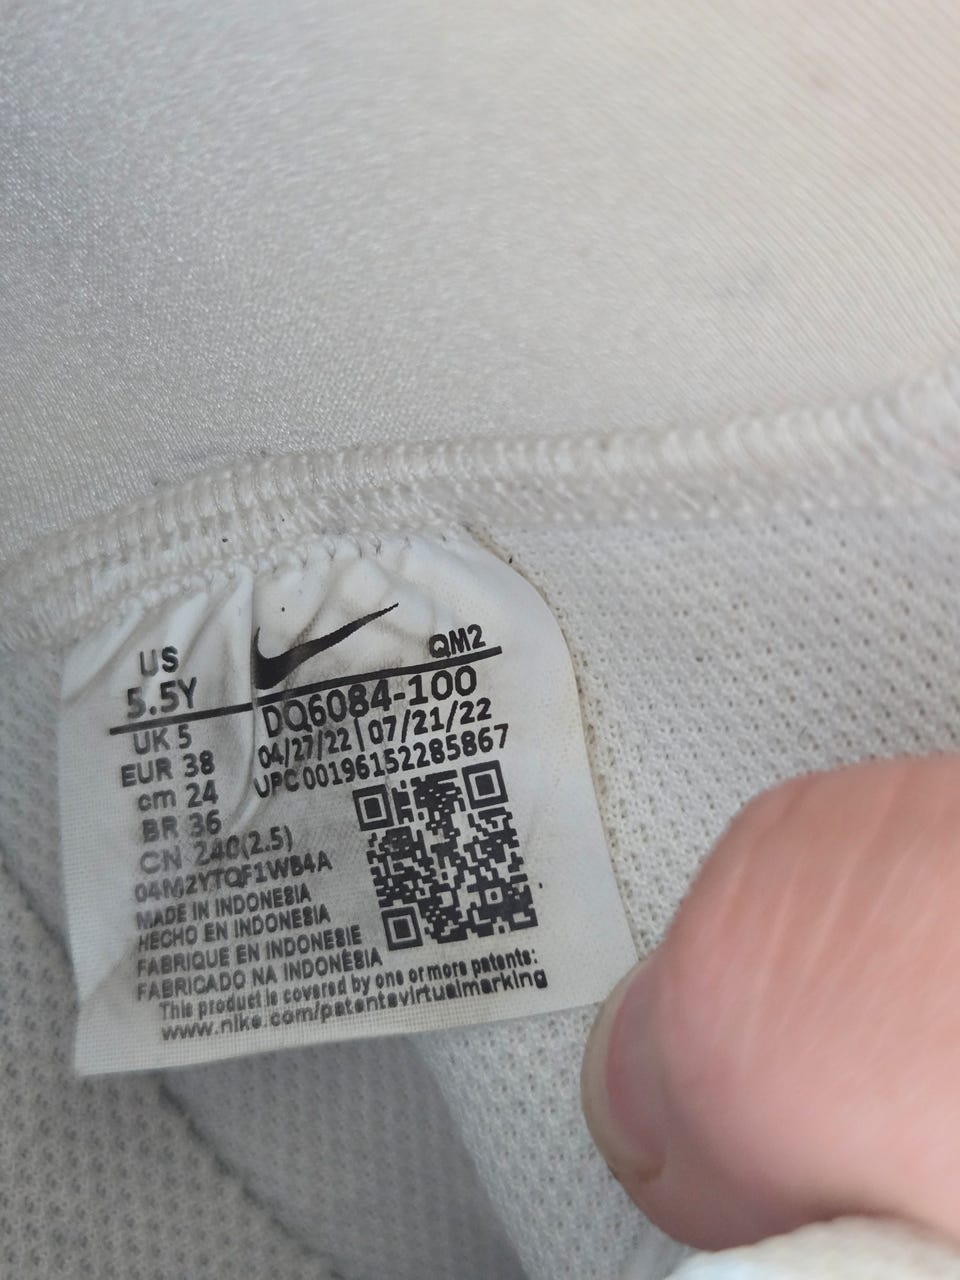 US
5.5Y
UK 5
EUR 38
cm 24
BR 36
CN 240(2.5)
QM2
DQ6084-100
04/27/22 | 07/21/22
UPC 00196152285867
04M2YTQF1WB4A
MADE IN INDONESIA
HECHO EN INDONESIA
FABRIQUE EN INDONESIE
FABRICADO NA INDONÉSIA
This product is covered by one or more patents:
www.nike.com/patentsvirtualmarking